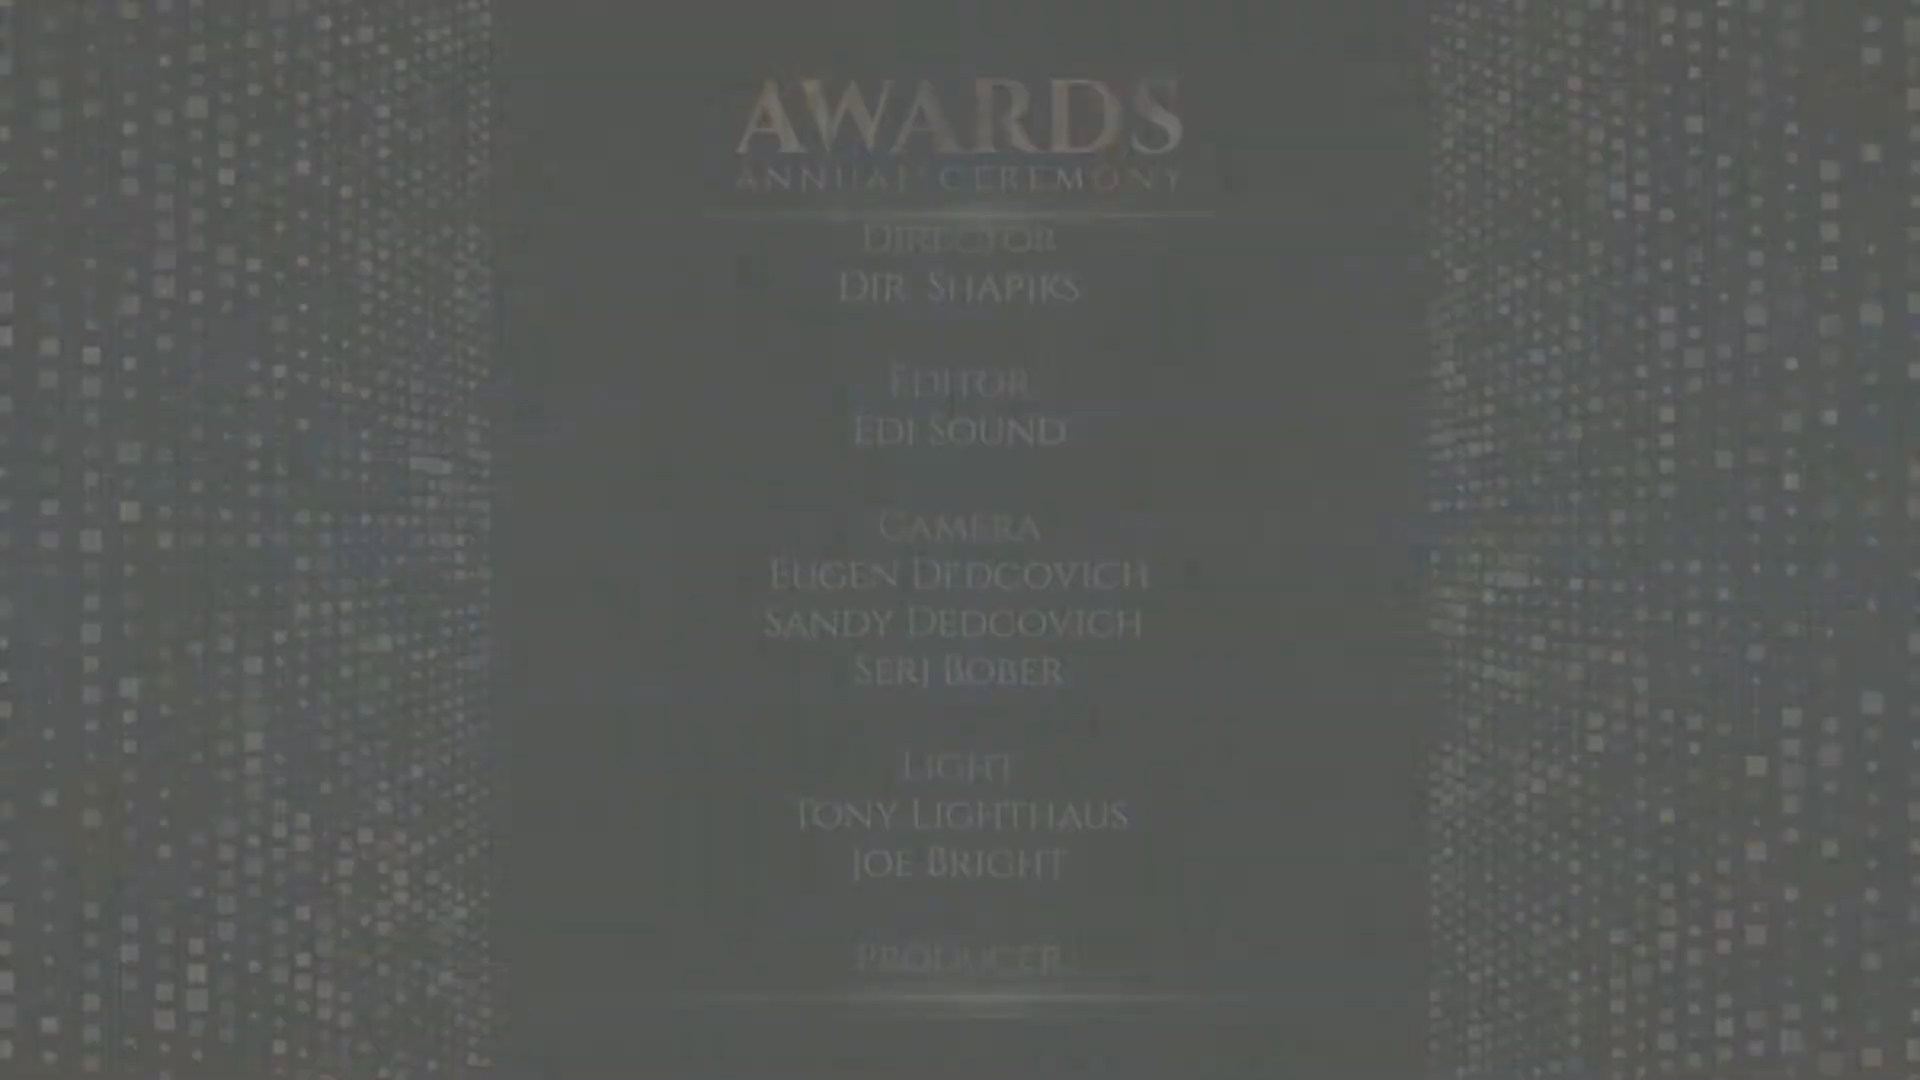 AWARDS
ANNUAL CEREMONY
DIRECTOR
DIR SHAPIKS
EDITOR
EDI SOUND
CAMERA
EUGEN DEDCOVICH
SANDY DEDCOVICH
SERJ BOBER
LIGHT
TONY LIGHTHAUS
JOE BRIGHT
PRODUCER